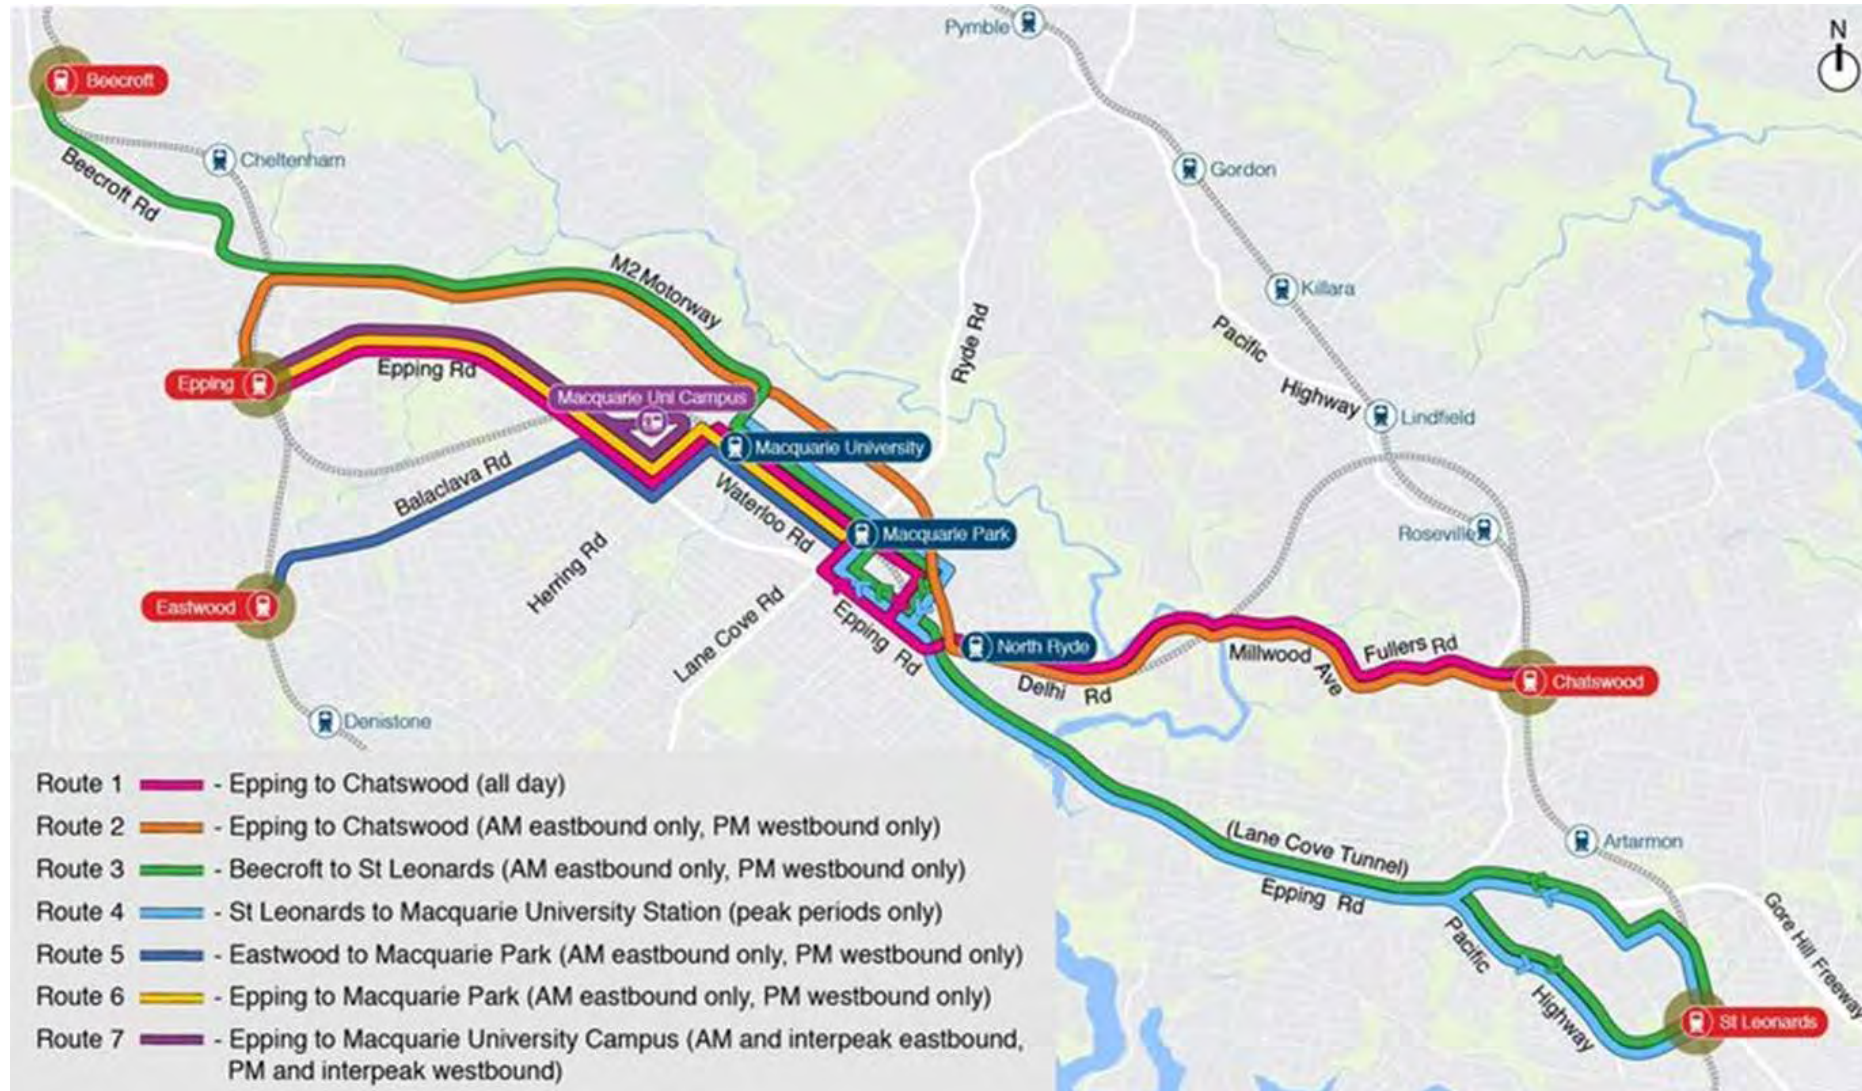 Pymble
N
Beecroft
Cheltenham
Beecroft Rd
Gordon
M2 Motorway
Killara
Ryde Rd
Pacific
Highway
Epping Rd
Epping
Macquarie Uni Campus
Lindfield
Macquarie University
Balaclava Rd
Waterloo Rd
Macquarie Park
Roseville
Herring Rd
Eastwood
Lane Cove Rd
Epping Rd
North Ryde
Millwood Ave
Fullers Rd
Delhi Rd
Chatswood
Denistone
(Lane Cove Tunnel)
Artarmon
Epping Rd
Pacific
Highway
Gore Hill Freeway
St Leonards
Route 1 - Epping to Chatswood (all day)
Route 2 - Epping to Chatswood (AM eastbound only, PM westbound only)
Route 3 - Beecroft to St Leonards (AM eastbound only, PM westbound only)
Route 4 - St Leonards to Macquarie University Station (peak periods only)
Route 5 - Eastwood to Macquarie Park (AM eastbound only, PM westbound only)
Route 6 - Epping to Macquarie Park (AM eastbound only, PM westbound only)
Route 7 - Epping to Macquarie University Campus (AM and interpeak eastbound,
PM and interpeak westbound)